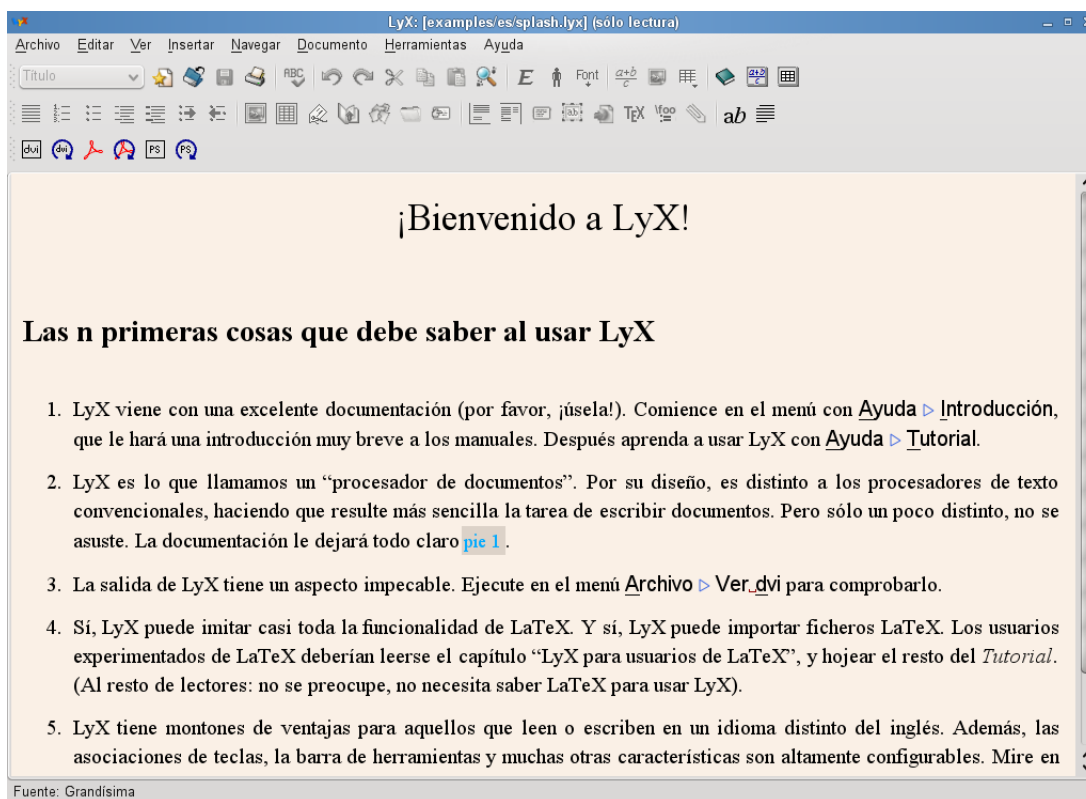 LyX: [examples/es/splash.lyx] (sólo lectura)
Archivo Editar Ver Insertar Navegar Documento Herramientas Ayuda
Título ABC E Font a+b c a+b c
TEX \foo ab
dvi dvi PS PS
¡Bienvenido a LyX!
Las n primeras cosas que debe saber al usar LyX
1. LyX viene con una excelente documentación (por favor, ¡úsela!). Comience en el menú con Ayuda ▷ Introducción,
que le hará una introducción muy breve a los manuales. Después aprenda a usar LyX con Ayuda ▷ Tutorial.
2. LyX es lo que llamamos un “procesador de documentos”. Por su diseño, es distinto a los procesadores de texto
convencionales, haciendo que resulte más sencilla la tarea de escribir documentos. Pero sólo un poco distinto, no se
asuste. La documentación le dejará todo claro pie 1 .
3. La salida de LyX tiene un aspecto impecable. Ejecute en el menú Archivo ▷ Ver dvi para comprobarlo.
4. Sí, LyX puede imitar casi toda la funcionalidad de LaTeX. Y sí, LyX puede importar ficheros LaTeX. Los usuarios
experimentados de LaTeX deberían leerse el capítulo “LyX para usuarios de LaTeX”, y hojear el resto del Tutorial.
(Al resto de lectores: no se preocupe, no necesita saber LaTeX para usar LyX).
5. LyX tiene montones de ventajas para aquellos que leen o escriben en un idioma distinto del inglés. Además, las
asociaciones de teclas, la barra de herramientas y muchas otras características son altamente configurables. Mire en
Fuente: Grandísima